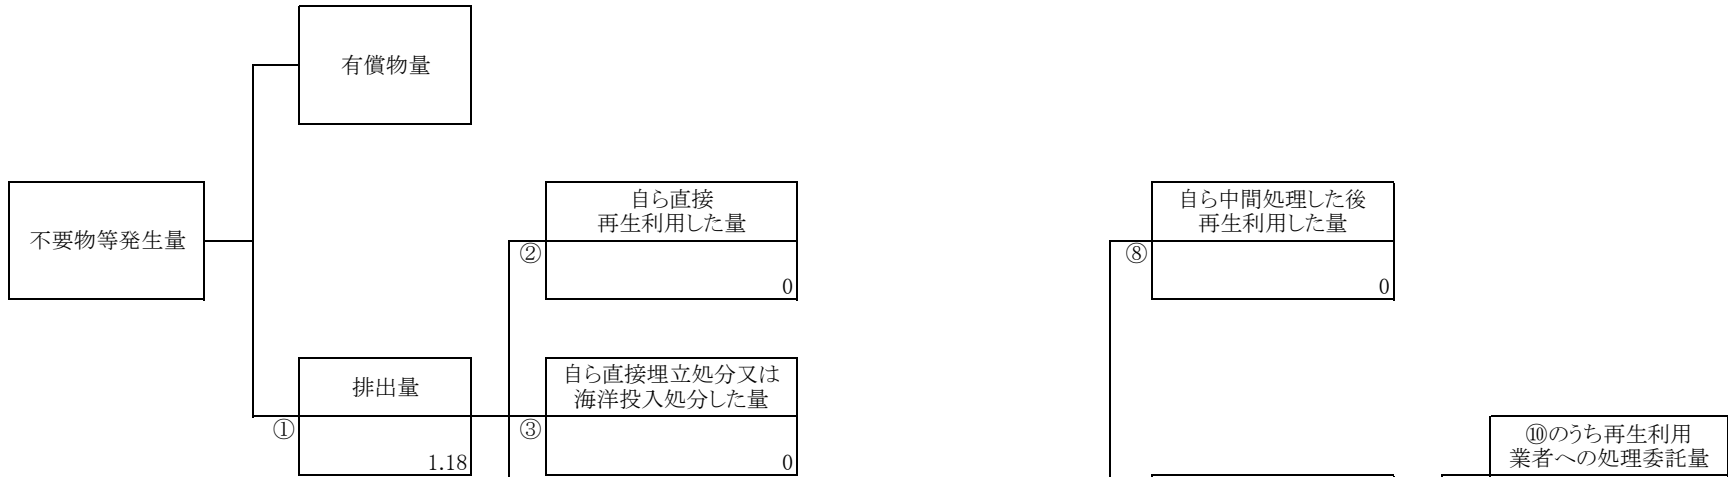 有償物量
不要物等発生量
自ら直接
再生利用した量
②
0
自ら中間処理した後
再生利用した量
⑧
0
排出量
①
1.18
自ら直接埋立処分又は
海洋投入処分した量
③
0
⑩のうち再生利用
業者への処理委託量